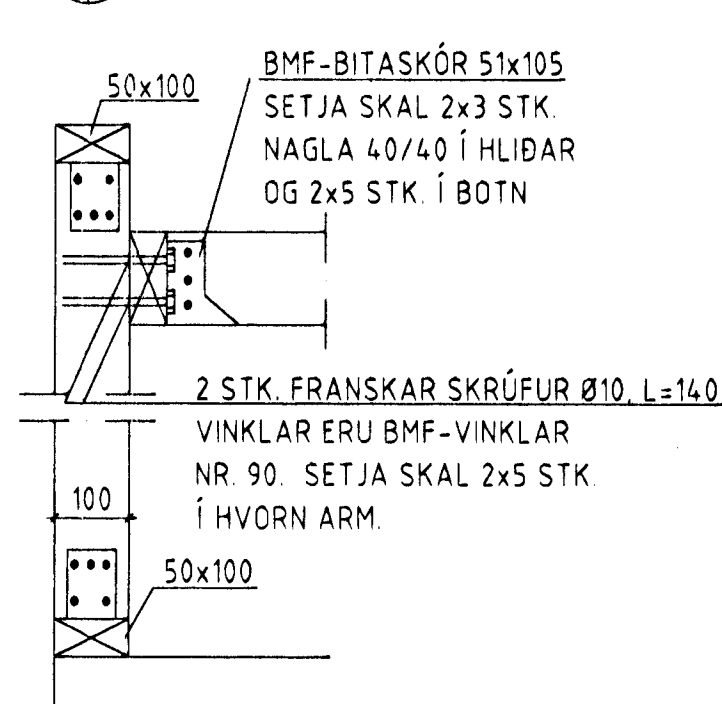 50x100
BMF-BITASKÓR 51x105
SETJA SKAL 2x3 STK.
NAGLA 40/40 Í HLIÐAR
OG 2x5 STK. Í BOTN
2 STK. FRANSKAR SKRÚFUR Ø10, L=140
VINKLAR ERU BMF-VINKLAR
NR. 90. SETJA SKAL 2x5 STK.
Í HVORN ARM.
100
50x100